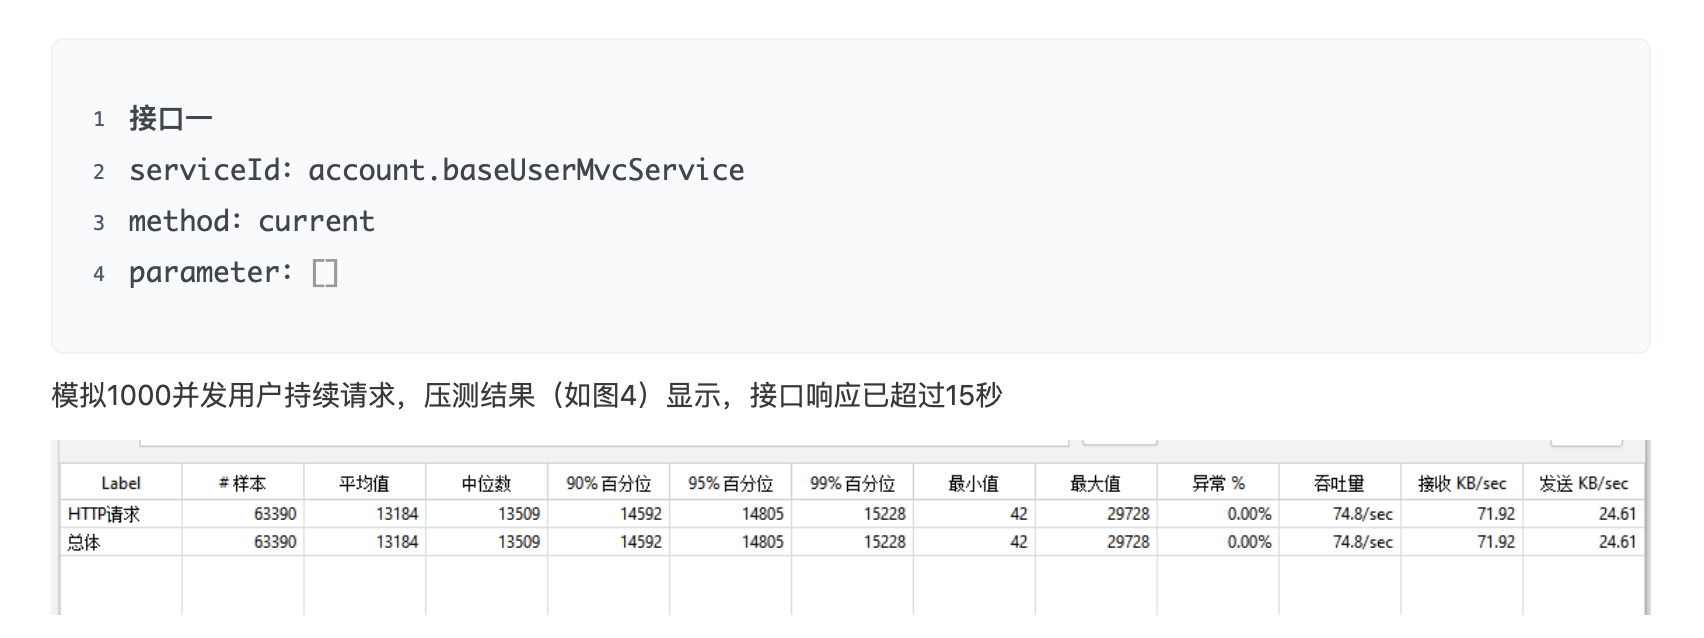 1 接口一
2 serviceId：account.baseUserMvcService
3 method：current
4 parameter：[]
模拟1000并发用户持续请求，压测结果（如图4）显示，接口响应已超过15秒
Label # 样本 平均值 中位数 90% 百分位 95% 百分位 99% 百分位 最小值 最大值 异常 % 吞吐量 接收 KB/sec 发送 KB/sec
HTTP请求 63390 13184 13509 14592 14805 15228 42 29728 0.00% 74.8/sec 71.92 24.61
总体 63390 13184 13509 14592 14805 15228 42 29728 0.00% 74.8/sec 71.92 24.61